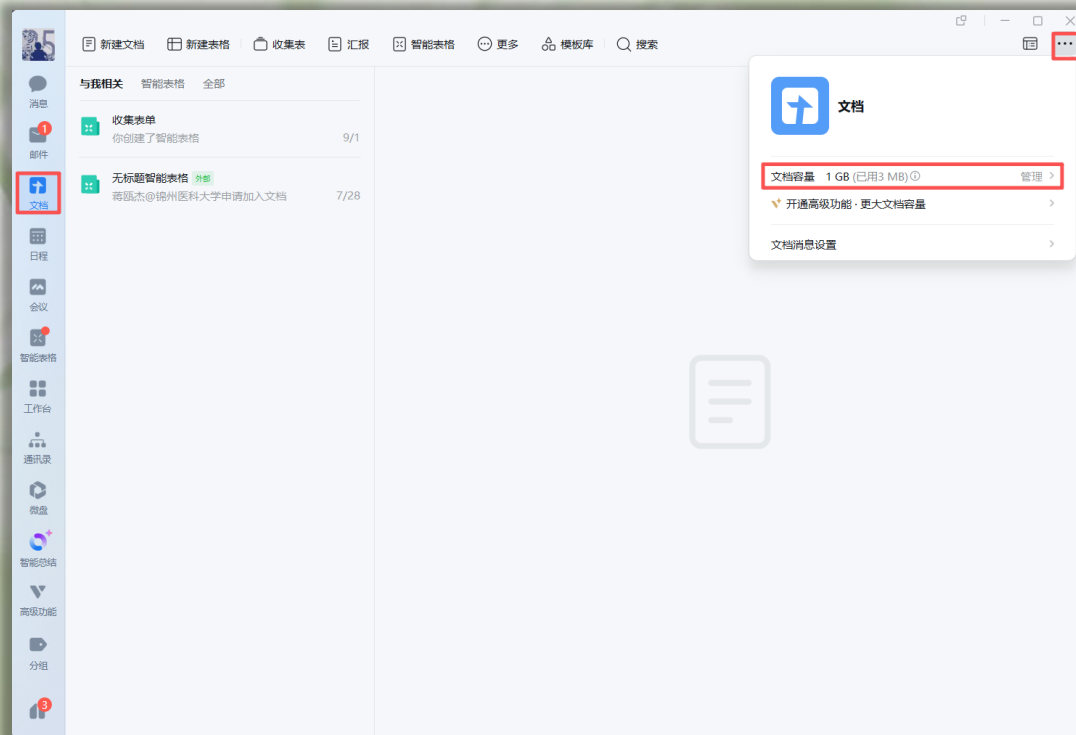 新建文档 新建表格 收集表 汇报 智能表格 更多 模板库 搜索
消息
1
邮件
文档
日程
会议
智能表格
工作台
通讯录
微盘
智能总结
高级功能
分组
3
与我相关 智能表格 全部
收集表单
你创建了智能表格 9/1
无标题智能表格 外部
蒋瓯杰@锦州医科大学申请加入文档 7/28
文档
文档容量 1 GB (已用3 MB) 管理
开通高级功能 · 更大文档容量
文档消息设置